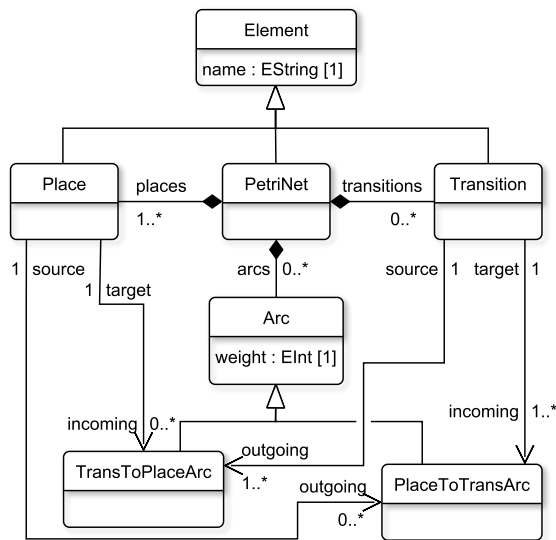 Element
name : EString [1]
Place
places
1..*
PetriNet
transitions
0..*
Transition
1 source
1 target
arcs 0..*
source 1
target 1
Arc
weight : EInt [1]
incoming 0..*
outgoing
1..*
incoming 1..*
TransToPlaceArc
outgoing
0..*
PlaceToTransArc